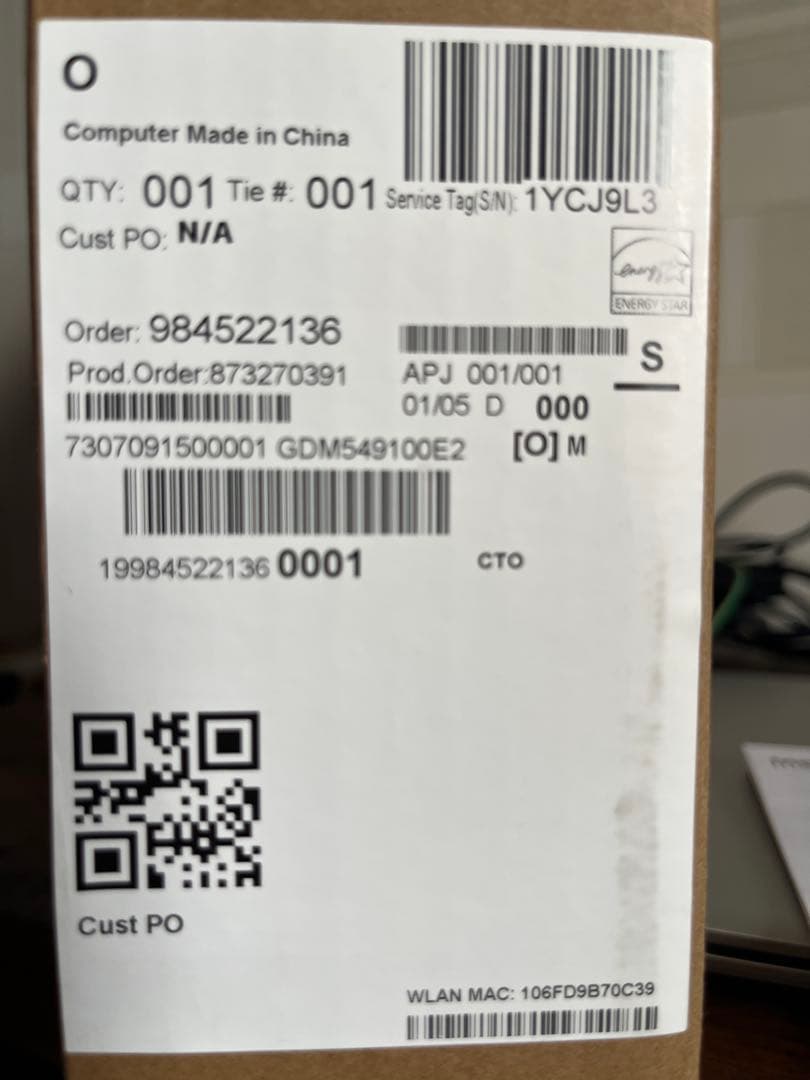 O
Computer Made in China
QTY: 001 Tie #: 001 Service Tag(S/N): 1YCJ9L3
Cust PO: N/A
energy
ENERGY STAR
Order: 984522136
S
Prod.Order:873270391 APJ 001/001
01/05 D 000
7307091500001 GDM549100E2 [O] M
19984522136 0001 CTO
Cust PO
WLAN MAC: 106FD9B70C39